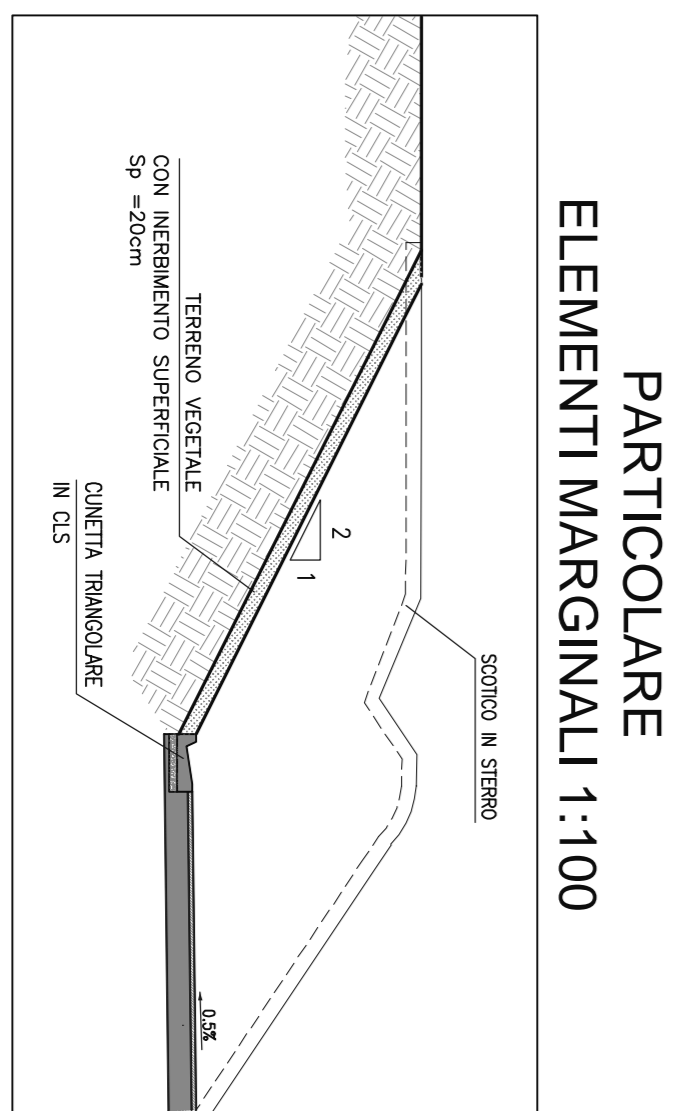 PARTICOLARE
ELEMENTI MARGINALI 1:100
SCOTICO IN STERRO
2
1
0.5%
TERRENO VEGETALE
CON INERBIMENTO SUPERFICIALE
Sp =20cm
CUNETTA TRIANGOLARE
IN CLS